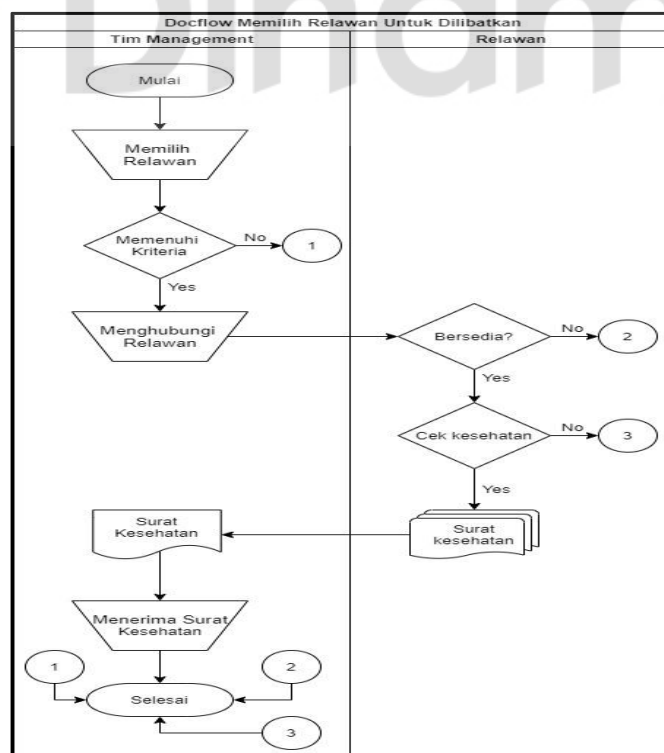 Dinam
Docflow Memilih Relawan Untuk Dilibatkan
Tim Management
Relawan
Mulai
Memilih
Relawan
Memenuhi
Kriteria
No
1
Yes
Menghubungi
Relawan
Bersedia?
No
2
Yes
Cek kesehatan
No
3
Yes
Surat
Kesehatan
Surat
kesehatan
Menerima Surat
Kesehatan
1
2
Selesai
3